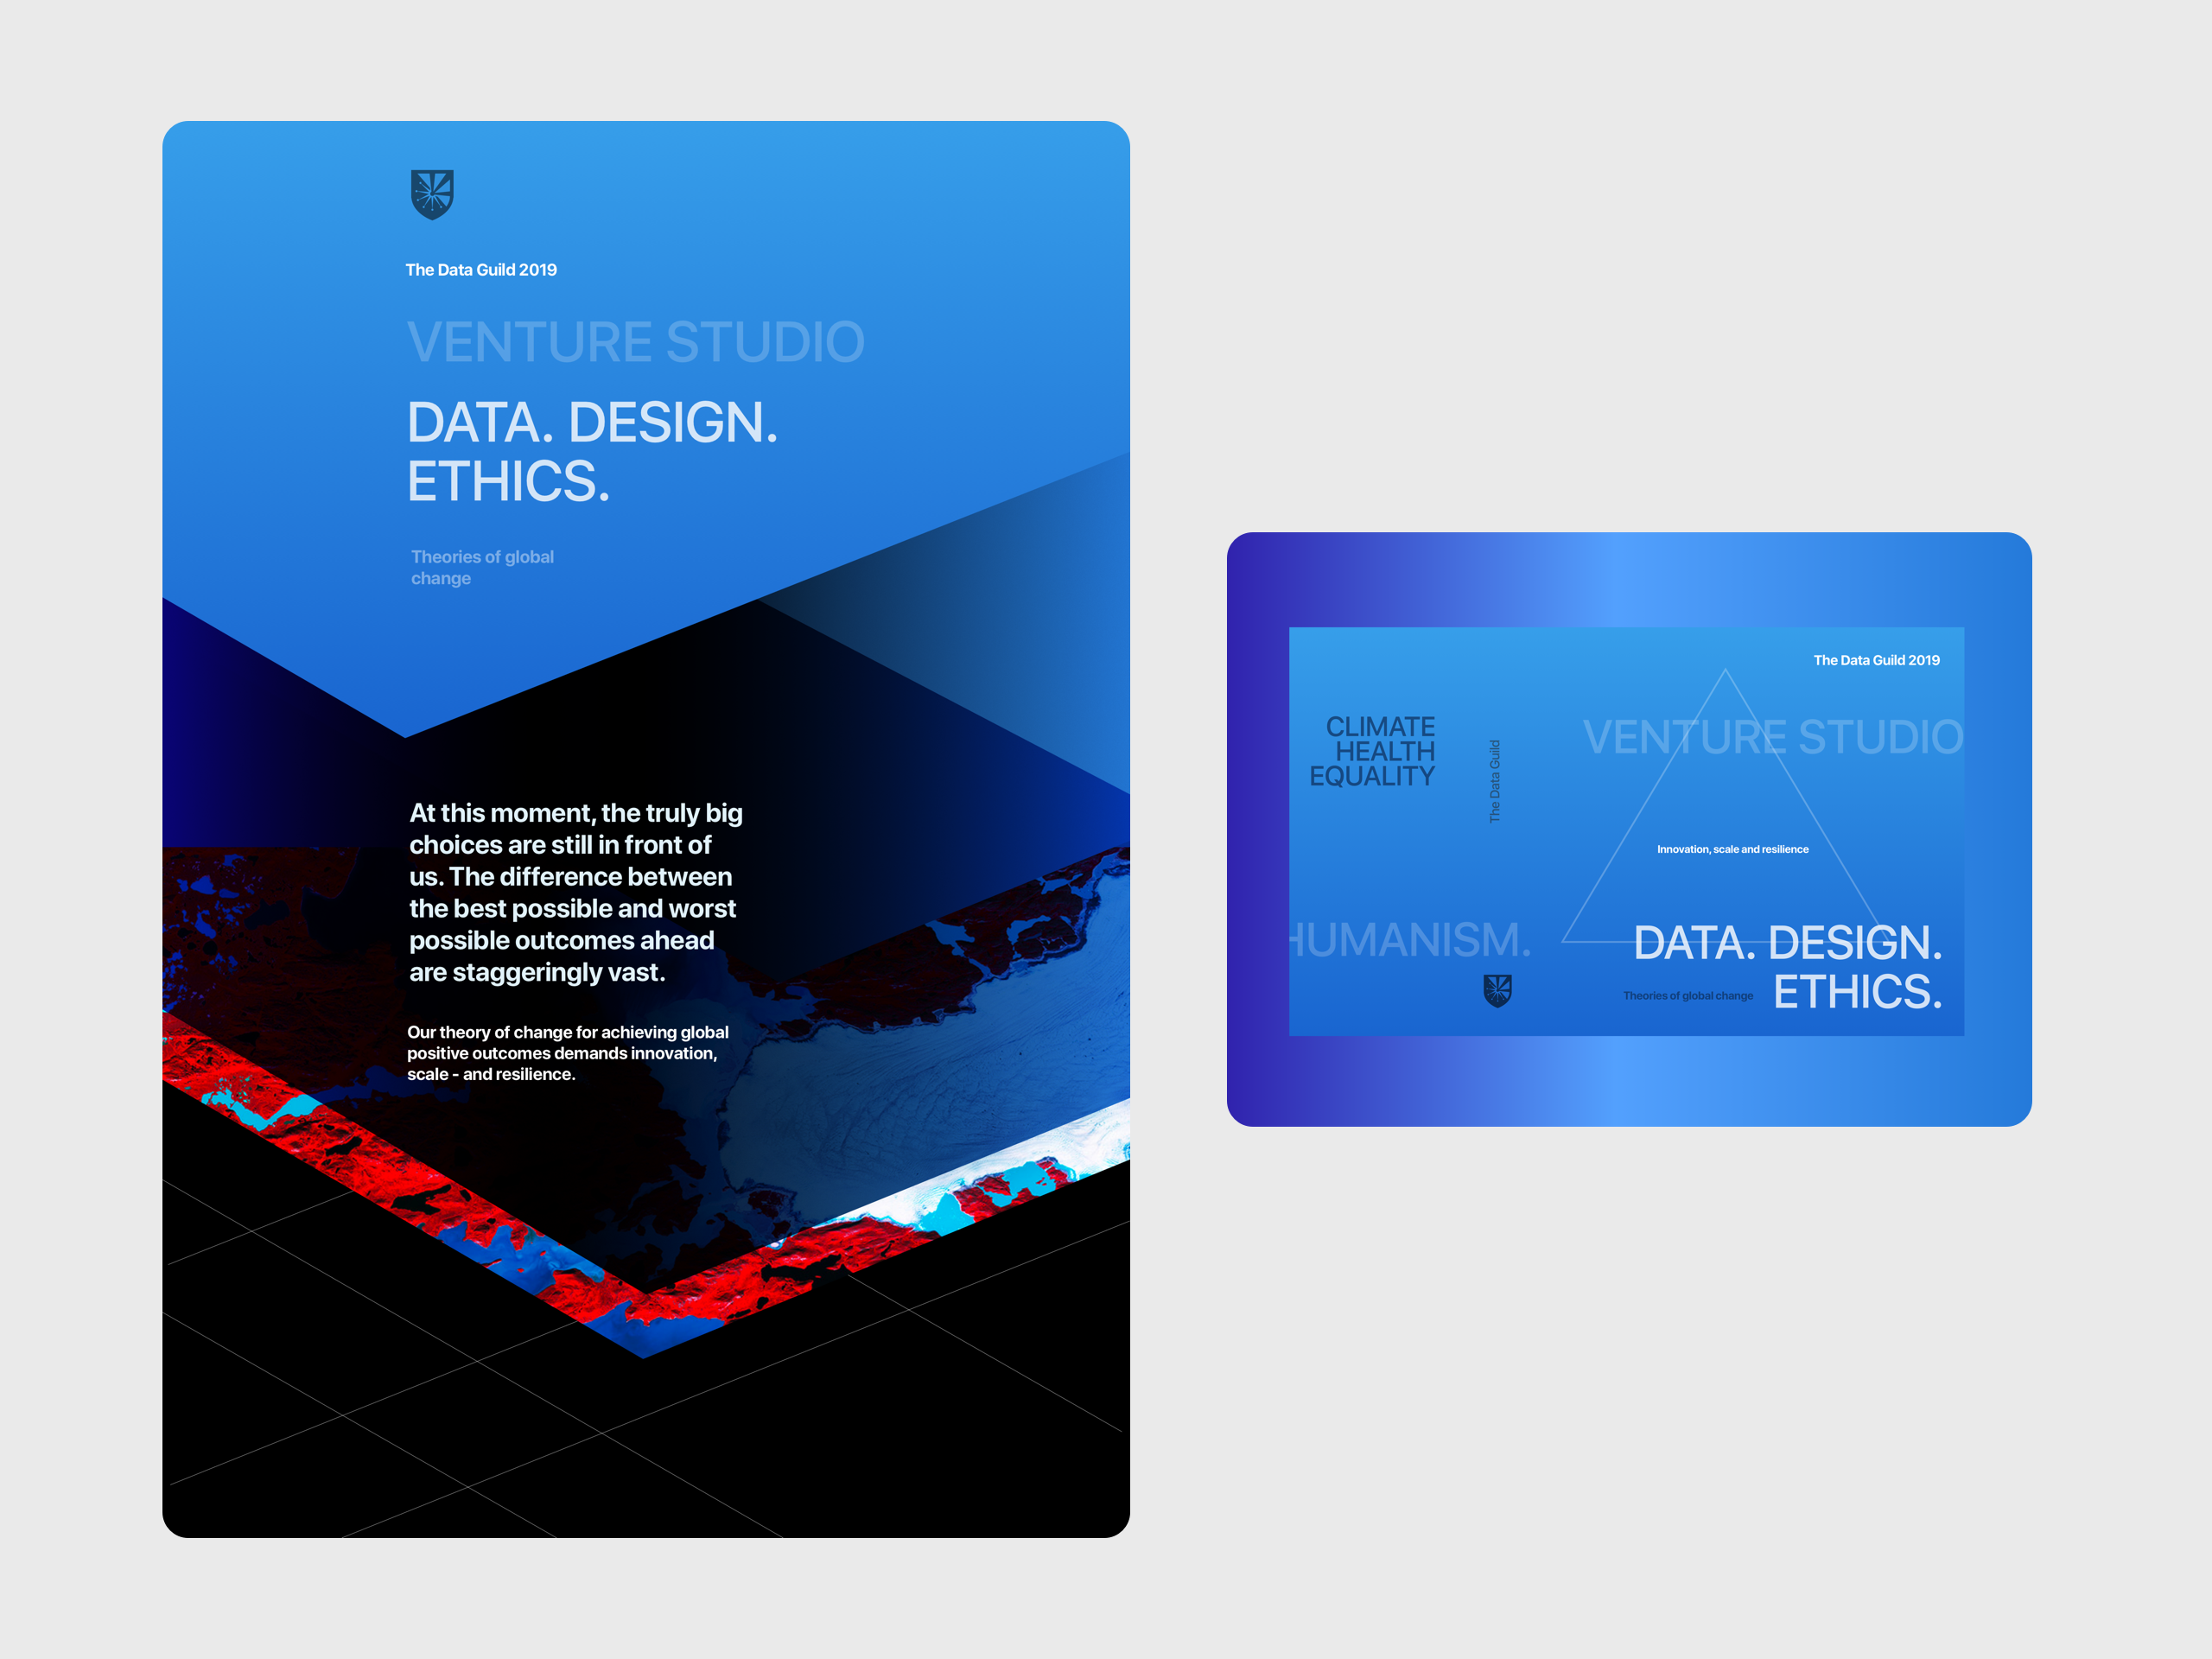 The Data Guild 2019
VENTURE STUDIO
DATA. DESIGN.
ETHICS.
Theories of global
change
At this moment, the truly big
choices are still in front of
us. The difference between
the best possible and worst
possible outcomes ahead
are staggeringly vast.
Our theory of change for achieving global
positive outcomes demands innovation,
scale - and resilience.
The Data Guild 2019
CLIMATE
HEALTH
EQUALITY
The Data Guild
VENTURE STUDIO
Innovation, scale and resilience
HUMANISM.
DATA. DESIGN.
ETHICS.
Theories of global change